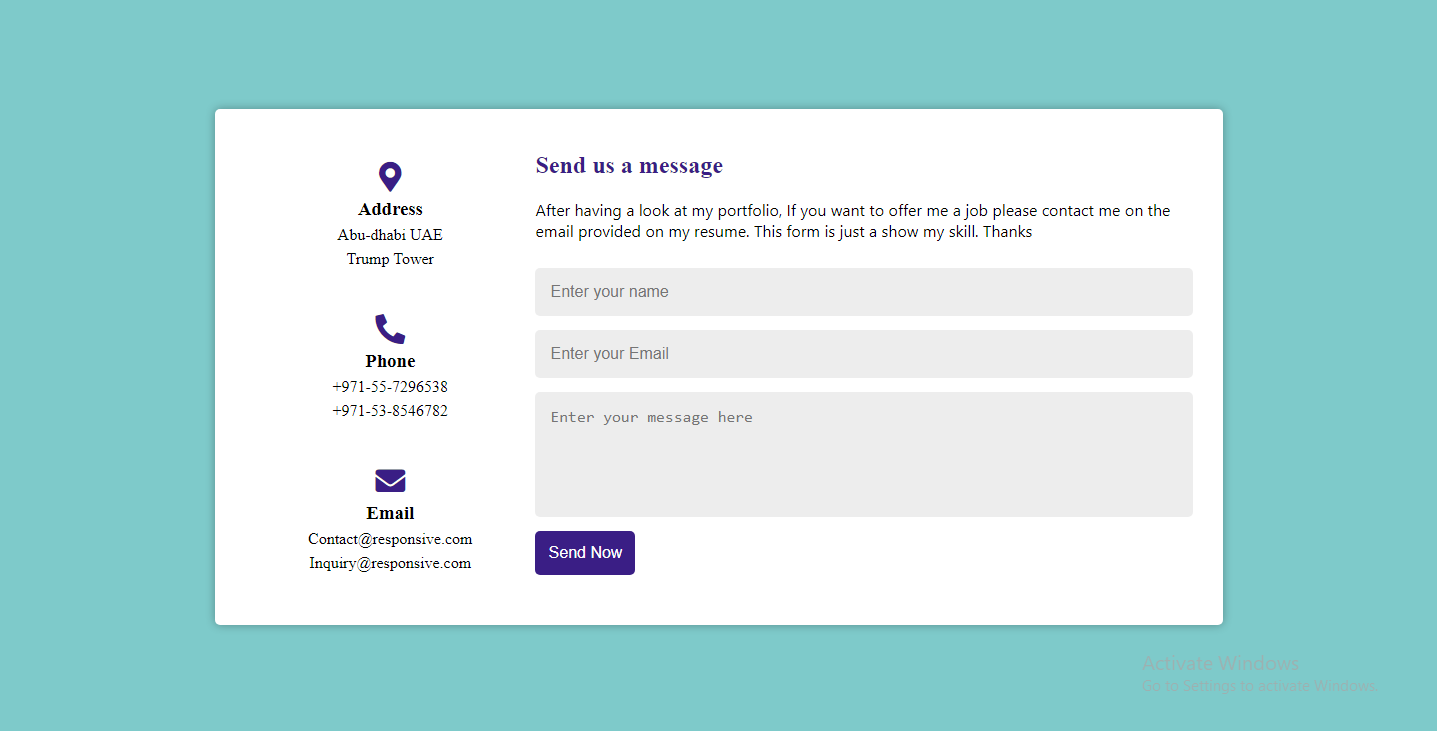 Address
Abu-dhabi UAE
Trump Tower
Phone
+971-55-7296538
+971-53-8546782
Email
Contact@responsive.com
Inquiry@responsive.com
Send us a message
After having a look at my portfolio, If you want to offer me a job please contact me on the
email provided on my resume. This form is just a show my skill. Thanks
Enter your name
Enter your Email
Enter your message here
Send Now
Activate Windows
Go to Settings to activate Windows.